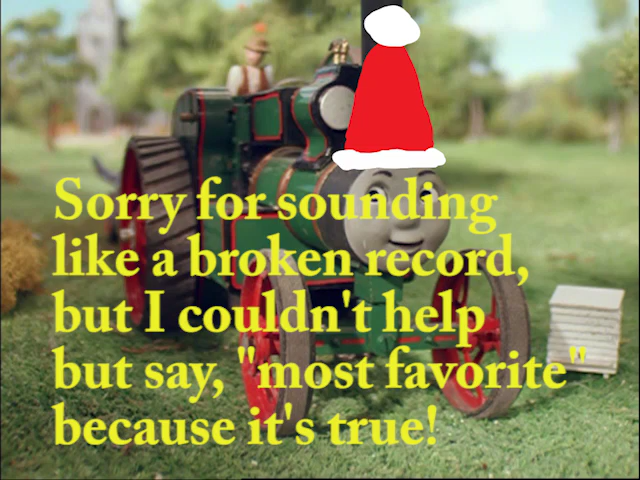 Sorry for sounding
like a broken record,
but I couldn't help
but say, "most favorite"
because it's true!